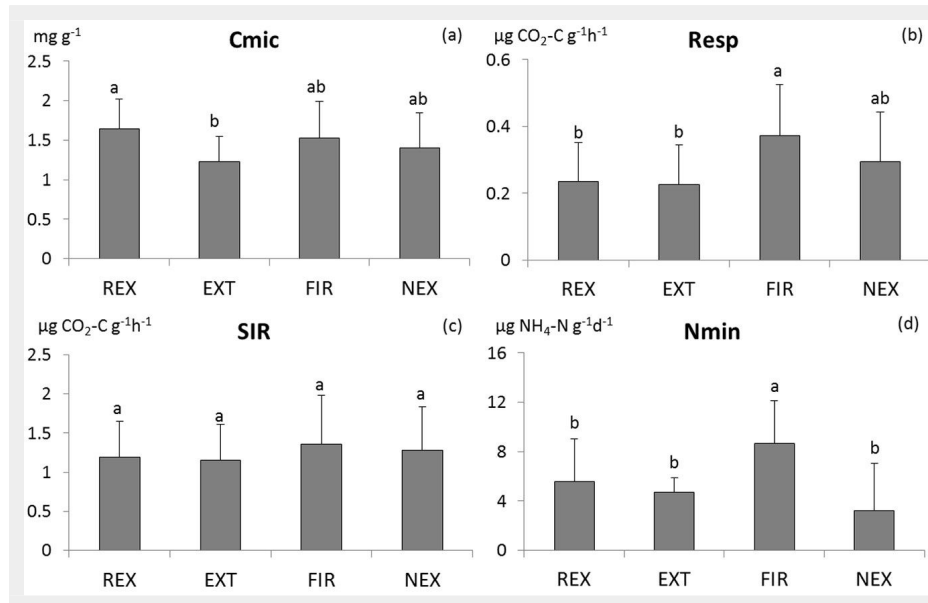 mg g⁻¹ Cmic (a)
2.5
a
ab
ab
2
b
1.5
1
0.5
0
REX EXT FIR NEX
µg CO₂-C g⁻¹h⁻¹ Resp (b)
0.6
a
ab
b b
0.4
0.2
0
REX EXT FIR NEX
µg CO₂-C g⁻¹h⁻¹ SIR (c)
2.5
a a a a
2
1.5
1
0.5
0
REX EXT FIR NEX
µg NH₄-N g⁻¹d⁻¹ Nmin (d)
16
a
12
b b b
8
4
0
REX EXT FIR NEX